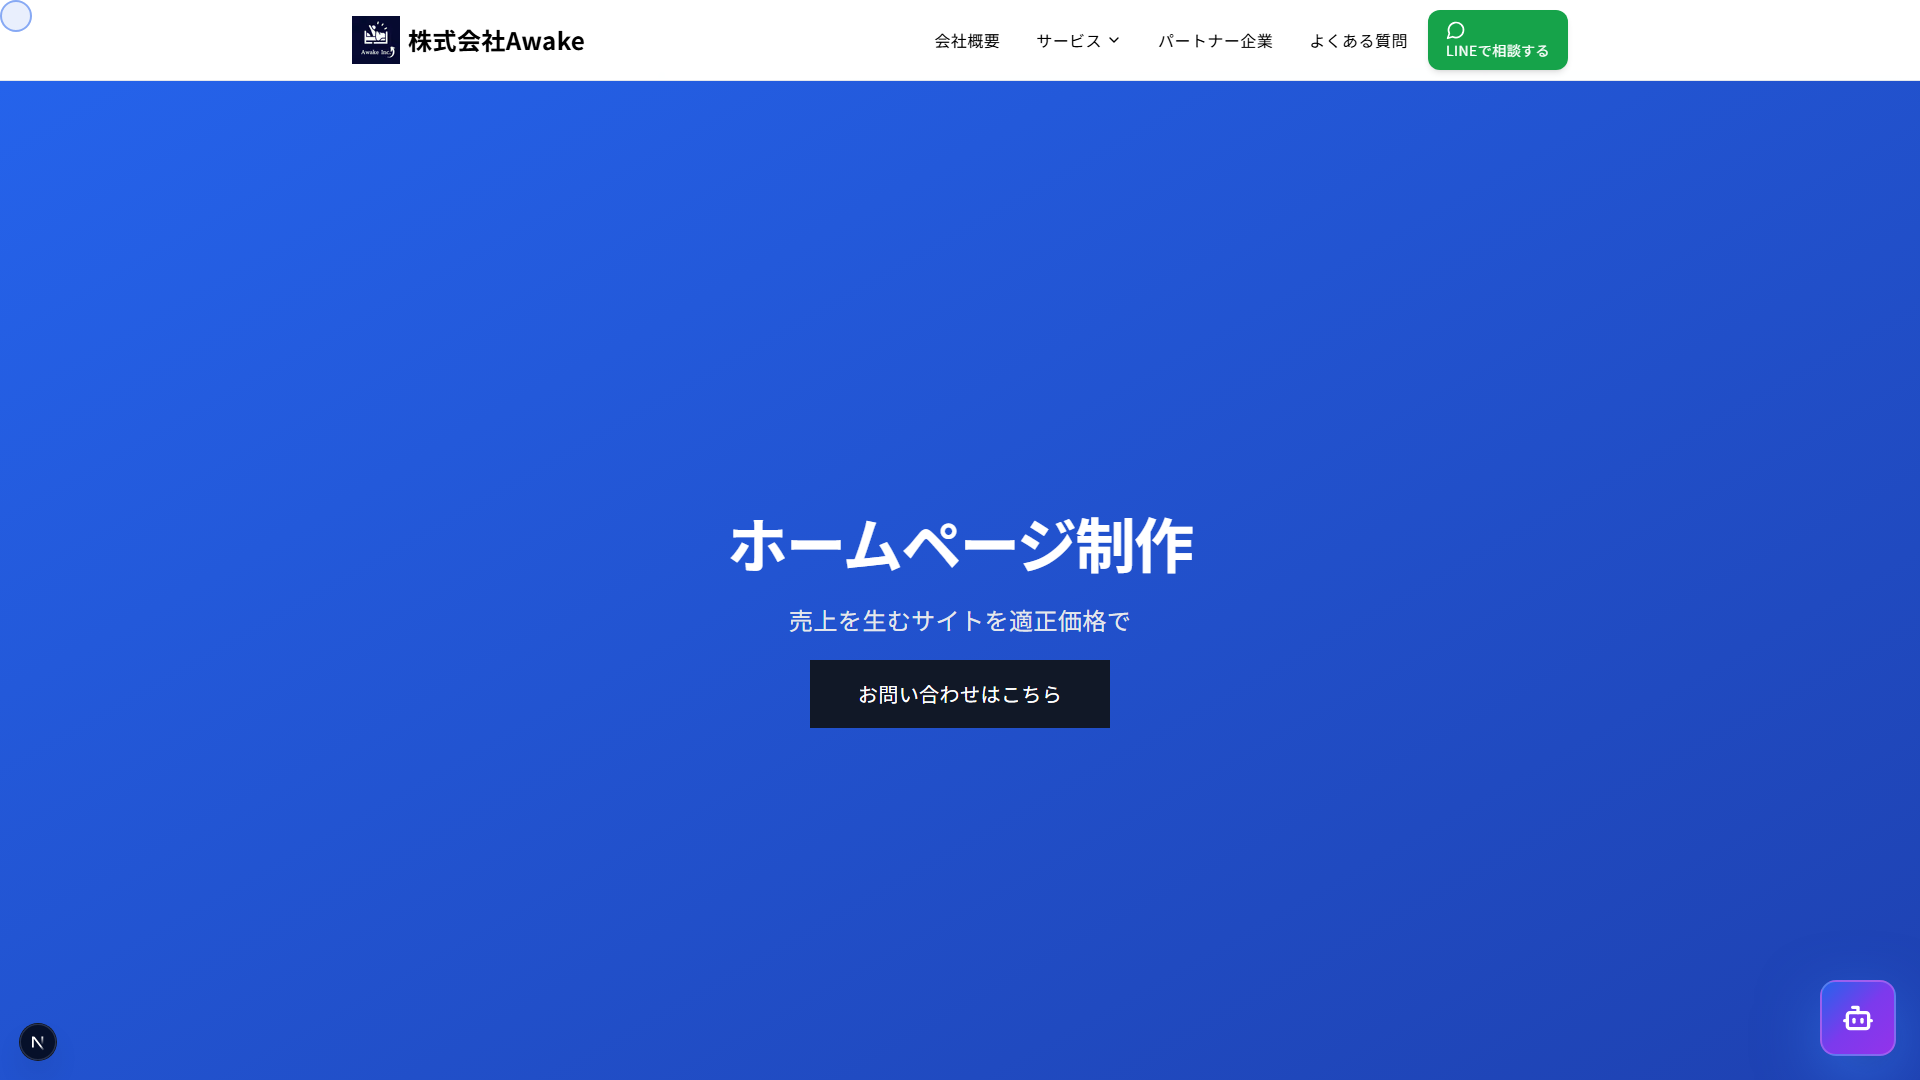 Awake Inc.
株式会社Awake
会社概要
サービス
パートナー企業
よくある質問
LINEで相談する
ホームページ制作
売上を生むサイトを適正価格で
お問い合わせはこちら
N